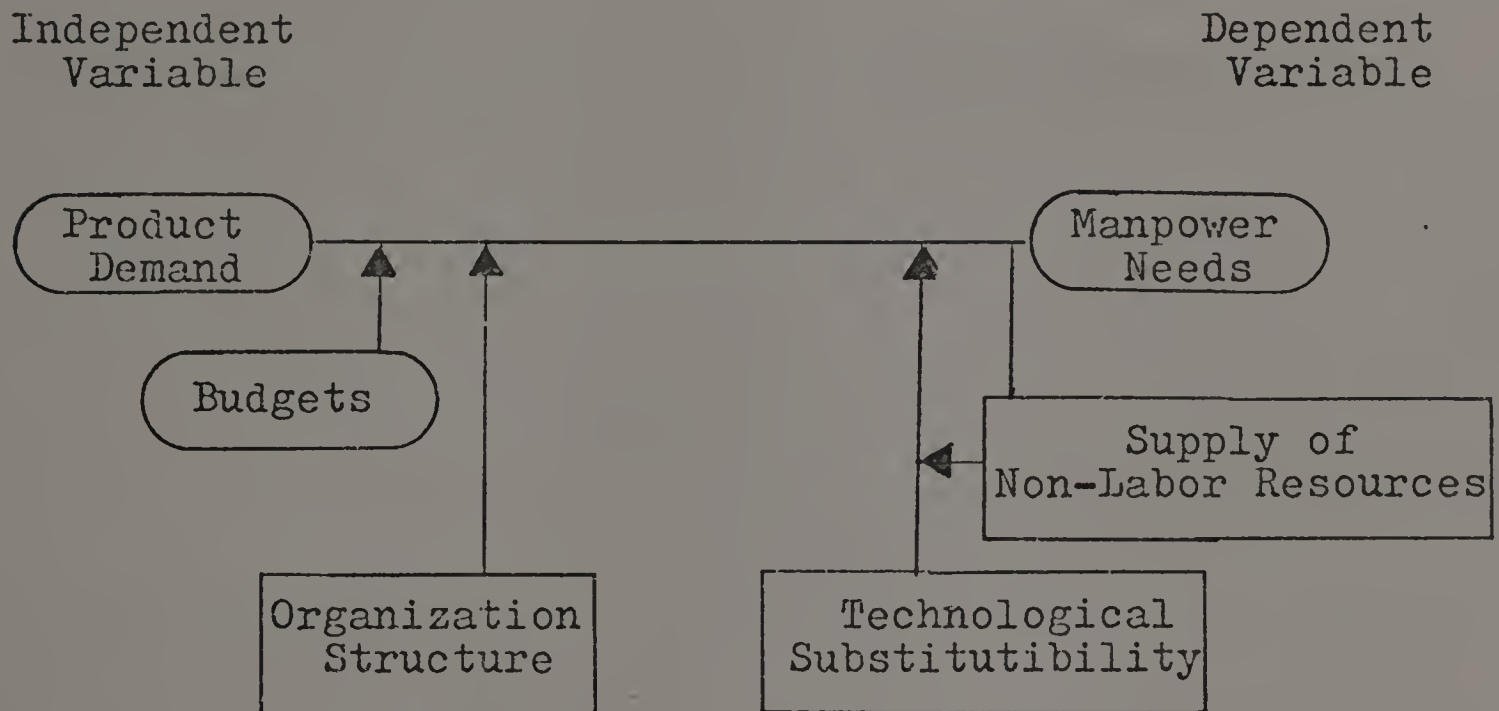 Independent
Variable
Dependent
Variable
Product
Demand
Manpower
Needs
Budgets
Supply of
Non-Labor Resources
Organization
Structure
Technological
Substitutibility